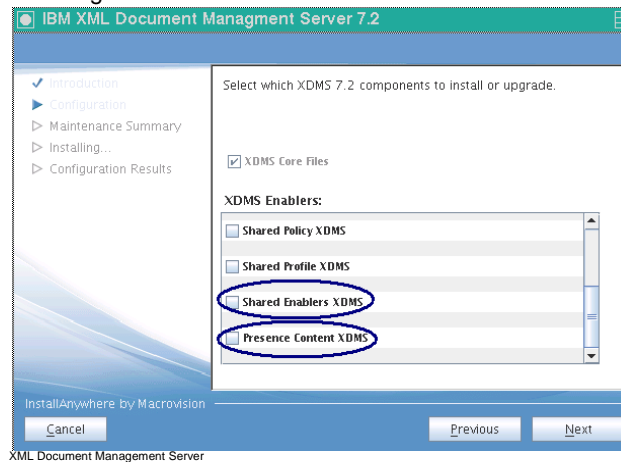 IBM XML Document Managment Server 7.2
Introduction
Configuration
Maintenance Summary
Installing...
Configuration Results
Select which XDMS 7.2 components to install or upgrade.
XDMS Core Files
XDMS Enablers:
Shared Policy XDMS
Shared Profile XDMS
Shared Enablers XDMS
Presence Content XDMS
InstallAnywhere by Macrovision
Cancel
Previous
Next
XML Document Management Server